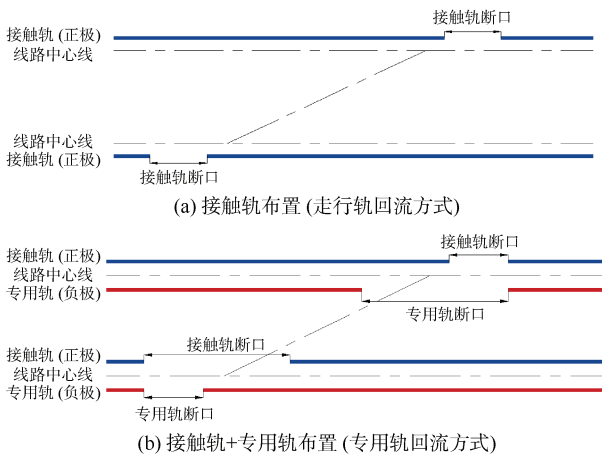 接触轨断口
接触轨 (正极)
线路中心线
线路中心线
接触轨 (正极)
接触轨断口
(a) 接触轨布置 (走行轨回流方式)
接触轨断口
接触轨 (正极)
线路中心线
专用轨 (负极)
专用轨断口
接触轨断口
接触轨 (正极)
线路中心线
专用轨 (负极)
专用轨断口
(b) 接触轨+专用轨布置 (专用轨回流方式)